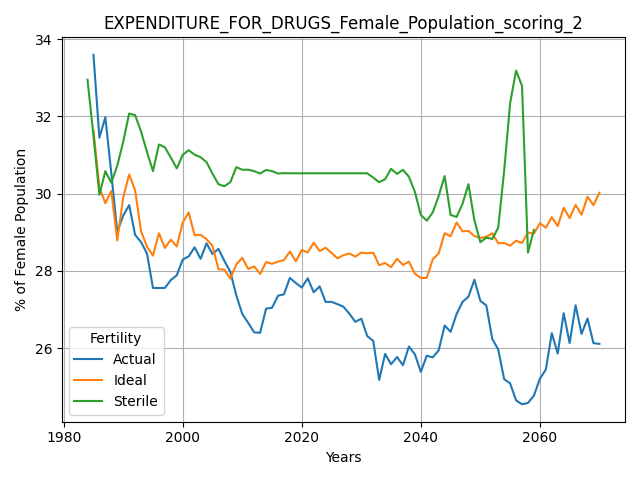 EXPENDITURE_FOR_DRUGS_Female_Population_scoring_2
34
32
30
28
26
% of Female Population
Fertility
Actual
Ideal
Sterile
1980
2000
2020
2040
2060
Years